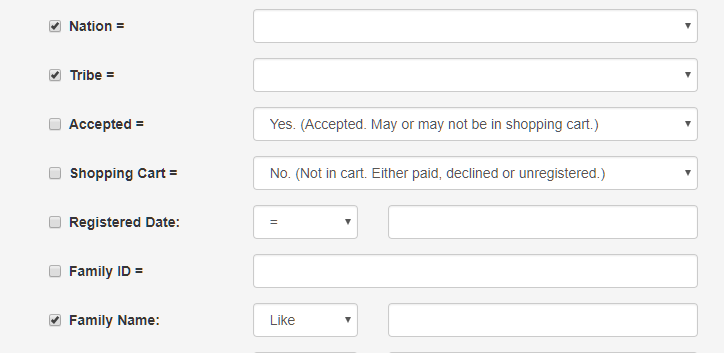 Nation =
Tribe =
Accepted = Yes. (Accepted. May or may not be in shopping cart.)
Shopping Cart = No. (Not in cart. Either paid, declined or unregistered.)
Registered Date: =
Family ID =
Family Name: Like